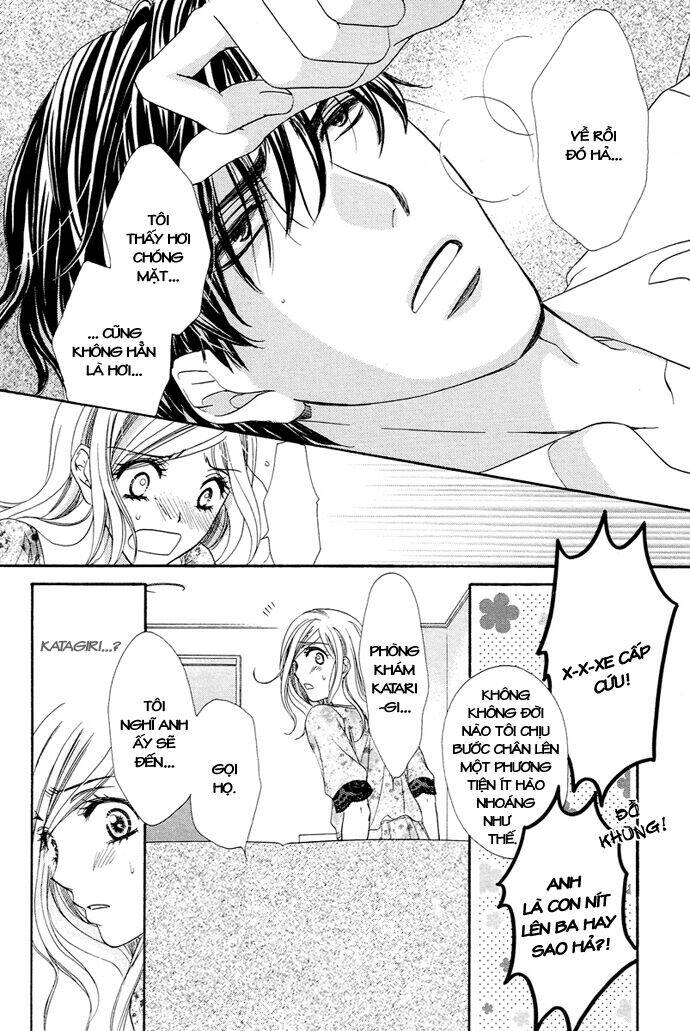 VỀ RỒI
ĐÓ HẢ...
TÔI
THẤY HƠI
CHÓNG
MẶT...
... CŨNG
KHÔNG HẲN
LÀ HƠI...
X-X-XE CẤP
CỨU!
KHÔNG
KHÔNG ĐỜI
NÀO TÔI CHỊU
BƯỚC CHÂN LÊN
MỘT PHƯƠNG
TIỆN ÍT HÀO
NHOÁNG
NHƯ
THẾ.
ĐỒ
KHÙNG!
ANH
LÀ CON NÍT
LÊN BA HAY
SAO HẢ?!
PHÒNG
KHÁM
KATARI
-GI...
GỌI
HỌ.
TÔI
NGHĨ ANH
ẤY SẼ
ĐẾN...
KATAGIRI...?